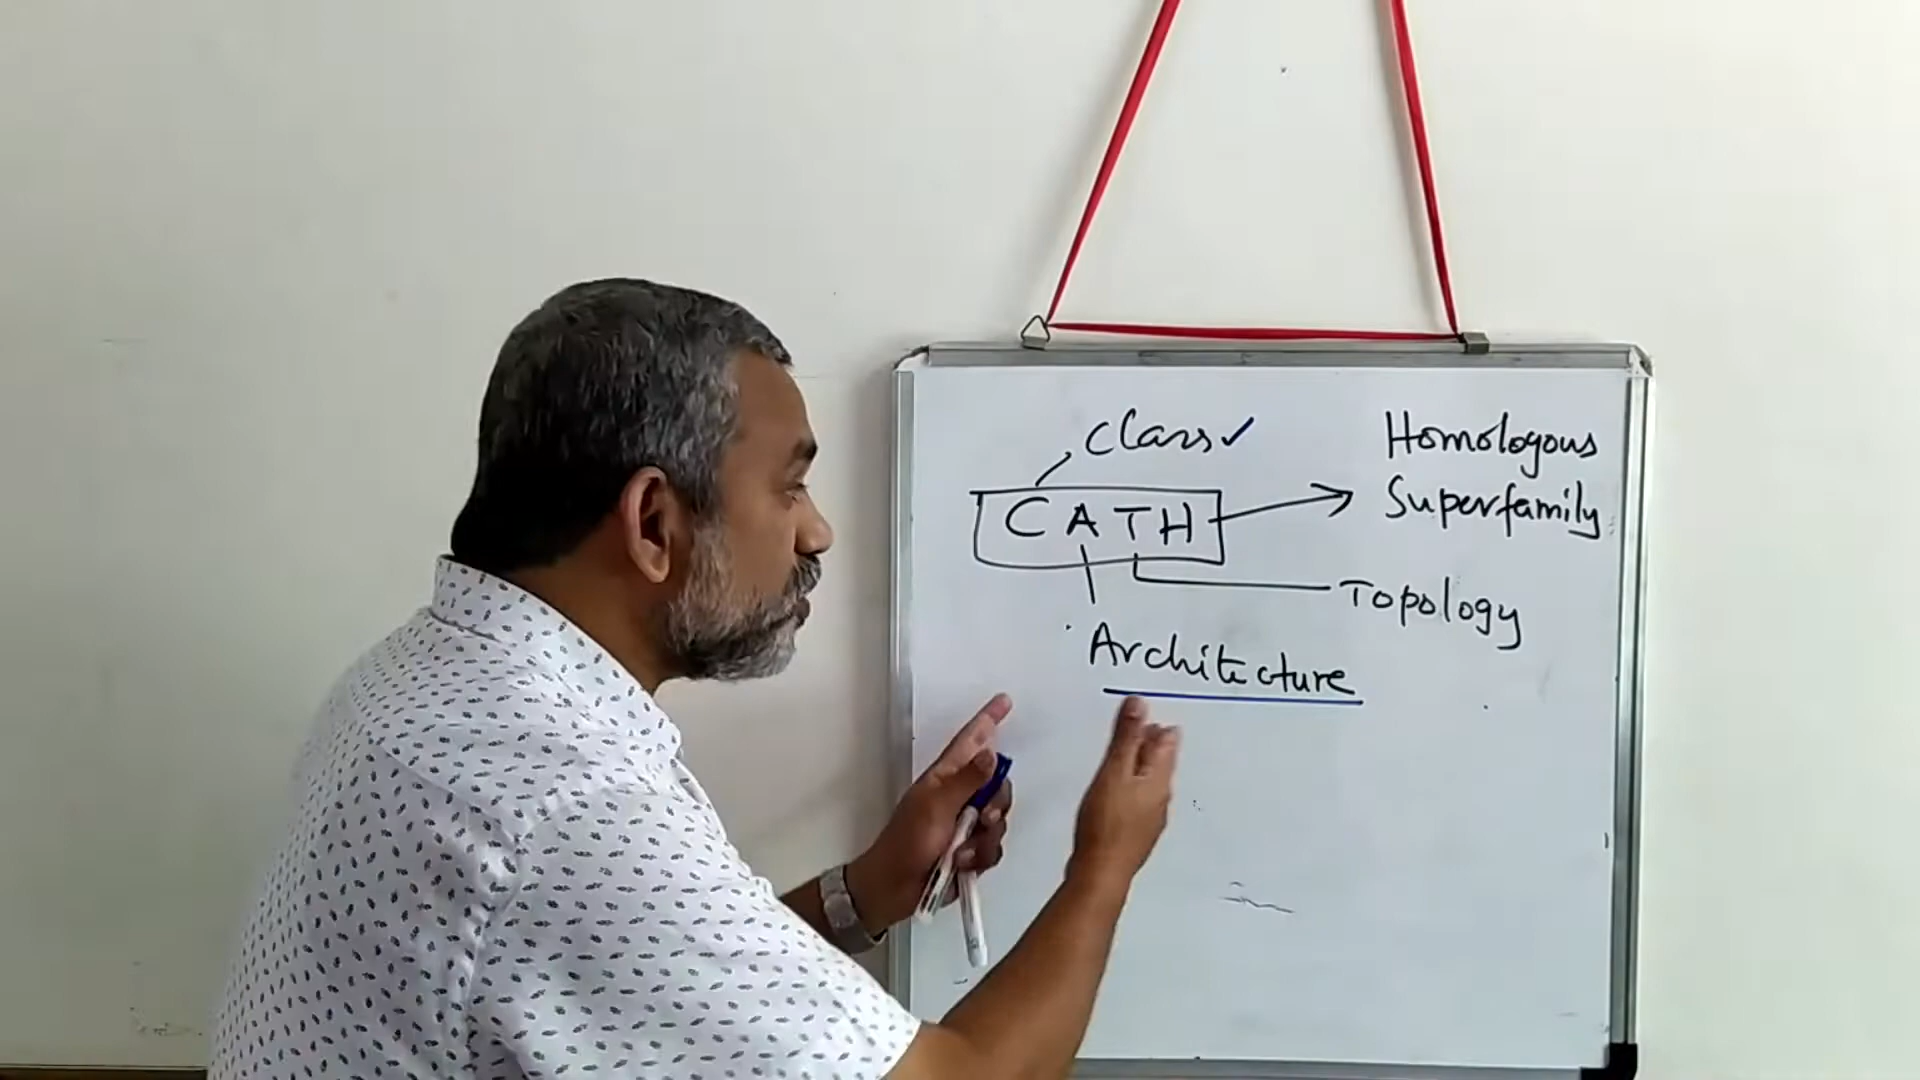 Class✓
Homologous
Superfamily
CATH
Topology
Architecture